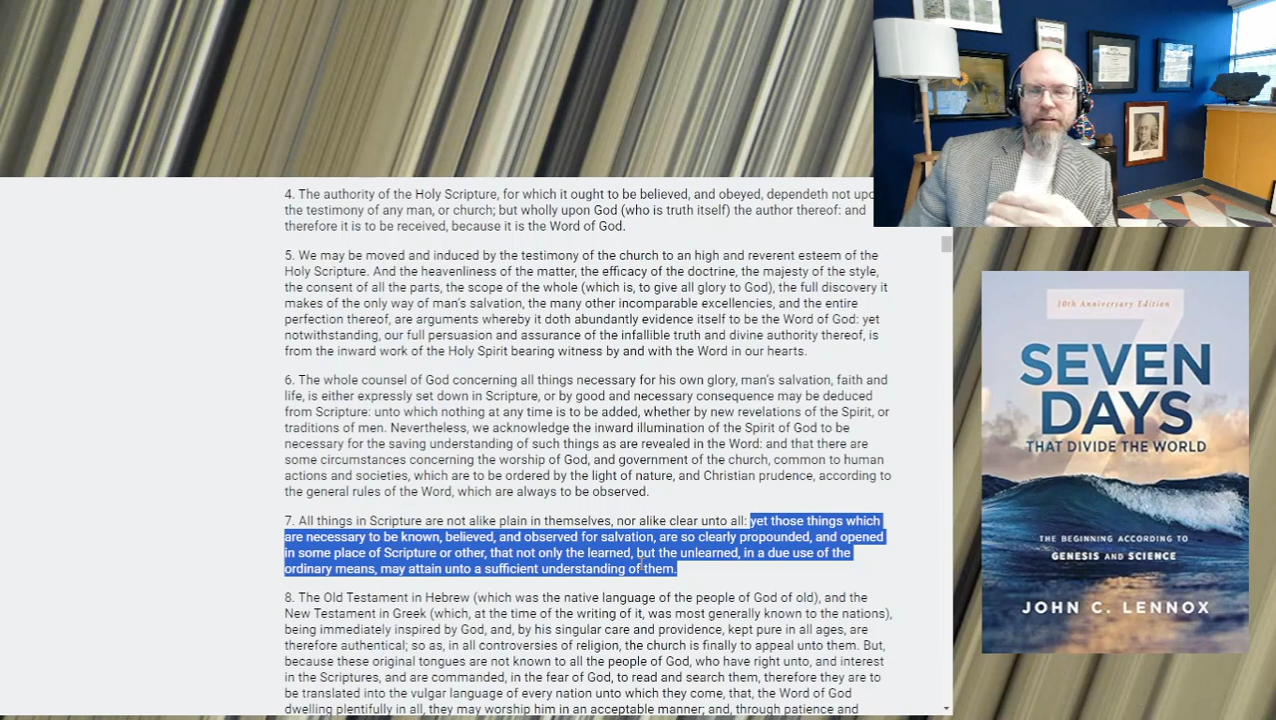 4. The authority of the Holy Scripture, for which it ought to be believed, and obeyed, dependeth not
the testimony of any man, or church; but wholly upon God (who is truth itself) the author thereof: and
therefore it is to be received, because it is the Word of God.
5. We may be moved and induced by the testimony of the church to an high and reverent esteem of the
Holy Scripture. And the heavenliness of the matter, the efficacy of the doctrine, the majesty of the style,
the consent of all the parts, the scope of the whole (which is, to give all glory to God), the full discovery it
makes of the only way of man's salvation, the many other incomparable excellencies, and the entire
perfection thereof, are arguments whereby it doth abundantly evidence itself to be the Word of God: yet
notwithstanding, our full persuasion and assurance of the infallible truth and divine authority thereof, is
from the inward work of the Holy Spirit bearing witness by and with the Word in our hearts.
6. The whole counsel of God concerning all things necessary for his own glory, man's salvation, faith and
life, is either expressly set down in Scripture, or by good and necessary consequence may be deduced
from Scripture: unto which nothing at any time is to be added, whether by new revelations of the Spirit, or
traditions of men. Nevertheless, we acknowledge the inward illumination of the Spirit of God to be
necessary for the saving understanding of such things as are revealed in the Word: and that there are
some circumstances concerning the worship of God, and government of the church, common to human
actions and societies, which are to be ordered by the light of nature, and Christian prudence, according to
the general rules of the Word, which are always to be observed.
7. All things in Scripture are not alike plain in themselves, nor alike clear unto all: yet those things which
are necessary to be known, believed, and observed for salvation, are so clearly propounded, and opened
in some place of Scripture or other, that not only the learned, but the unlearned, in a due use of the
ordinary means, may attain unto a sufficient understanding of them.
8. The Old Testament in Hebrew (which was the native language of the people of God of old), and the
New Testament in Greek (which, at the time of the writing of it, was most generally known to the nations),
being immediately inspired by God, and, by his singular care and providence, kept pure in all ages, are
therefore authentical; so as, in all controversies of religion, the church is finally to appeal unto them. But,
because these original tongues are not known to all the people of God, who have right unto, and interest
in the Scriptures, and are commanded, in the fear of God, to read and search them, therefore they are to
be translated into the vulgar language of every nation unto which they come, that, the Word of God
dwelling plentifully in all, they may worship him in an acceptable manner; and, through patience and
10th Anniversary Edition
7
SEVEN
DAYS
THAT DIVIDE THE WORLD
THE BEGINNING ACCORDING TO
GENESIS AND SCIENCE
JOHN C. LENNOX